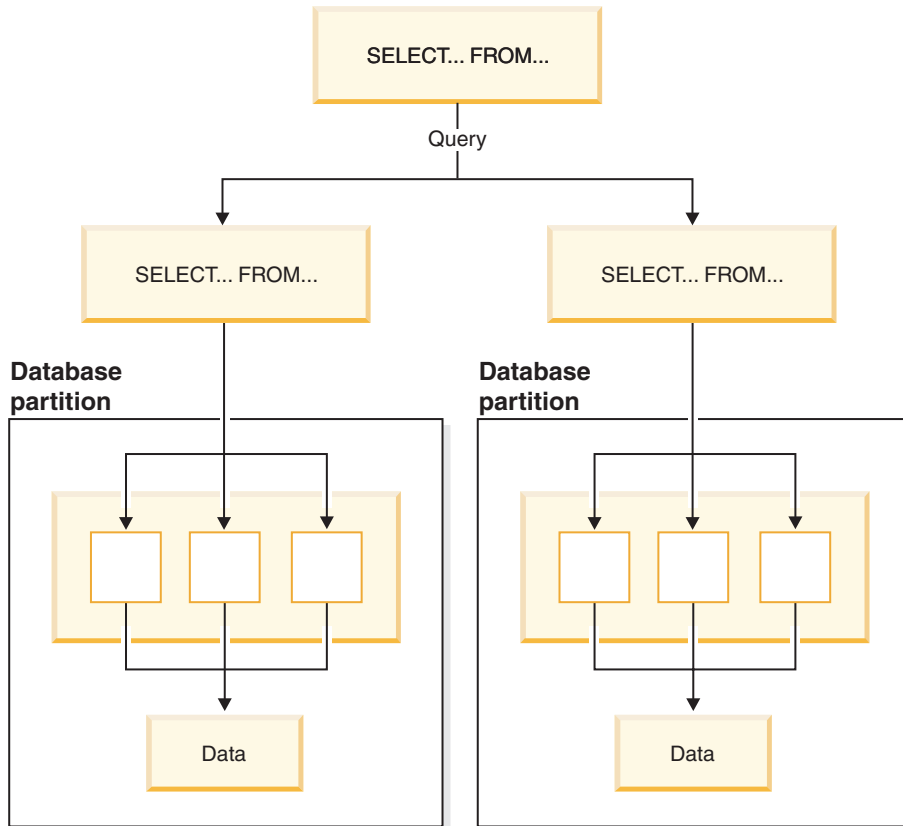 SELECT... FROM...
Query
SELECT... FROM...
SELECT... FROM...
Database
partition
Database
partition
Data
Data